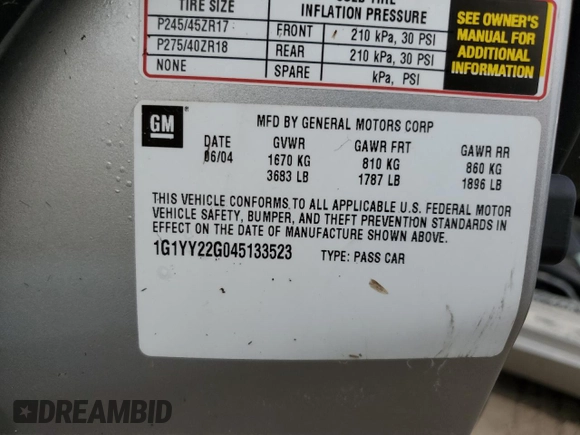 TIRE SIZE COLD TIRE
INFLATION PRESSURE
P245/45ZR17 FRONT 210 kPa, 30 PSI
P275/40ZR18 REAR 210 kPa, 30 PSI
NONE SPARE kPa, PSI
SEE OWNER'S
MANUAL FOR
ADDITIONAL
INFORMATION
GM
MFD BY GENERAL MOTORS CORP
DATE GVWR GAWR FRT GAWR RR
06/04 1670 KG 810 KG 860 KG
3683 LB 1787 LB 1896 LB
THIS VEHICLE CONFORMS TO ALL APPLICABLE U.S. FEDERAL MOTOR
VEHICLE SAFETY, BUMPER, AND THEFT PREVENTION STANDARDS IN
EFFECT ON THE DATE OF MANUFACTURE SHOWN ABOVE.
1G1YY22G045133523 TYPE: PASS CAR
DREAMBID